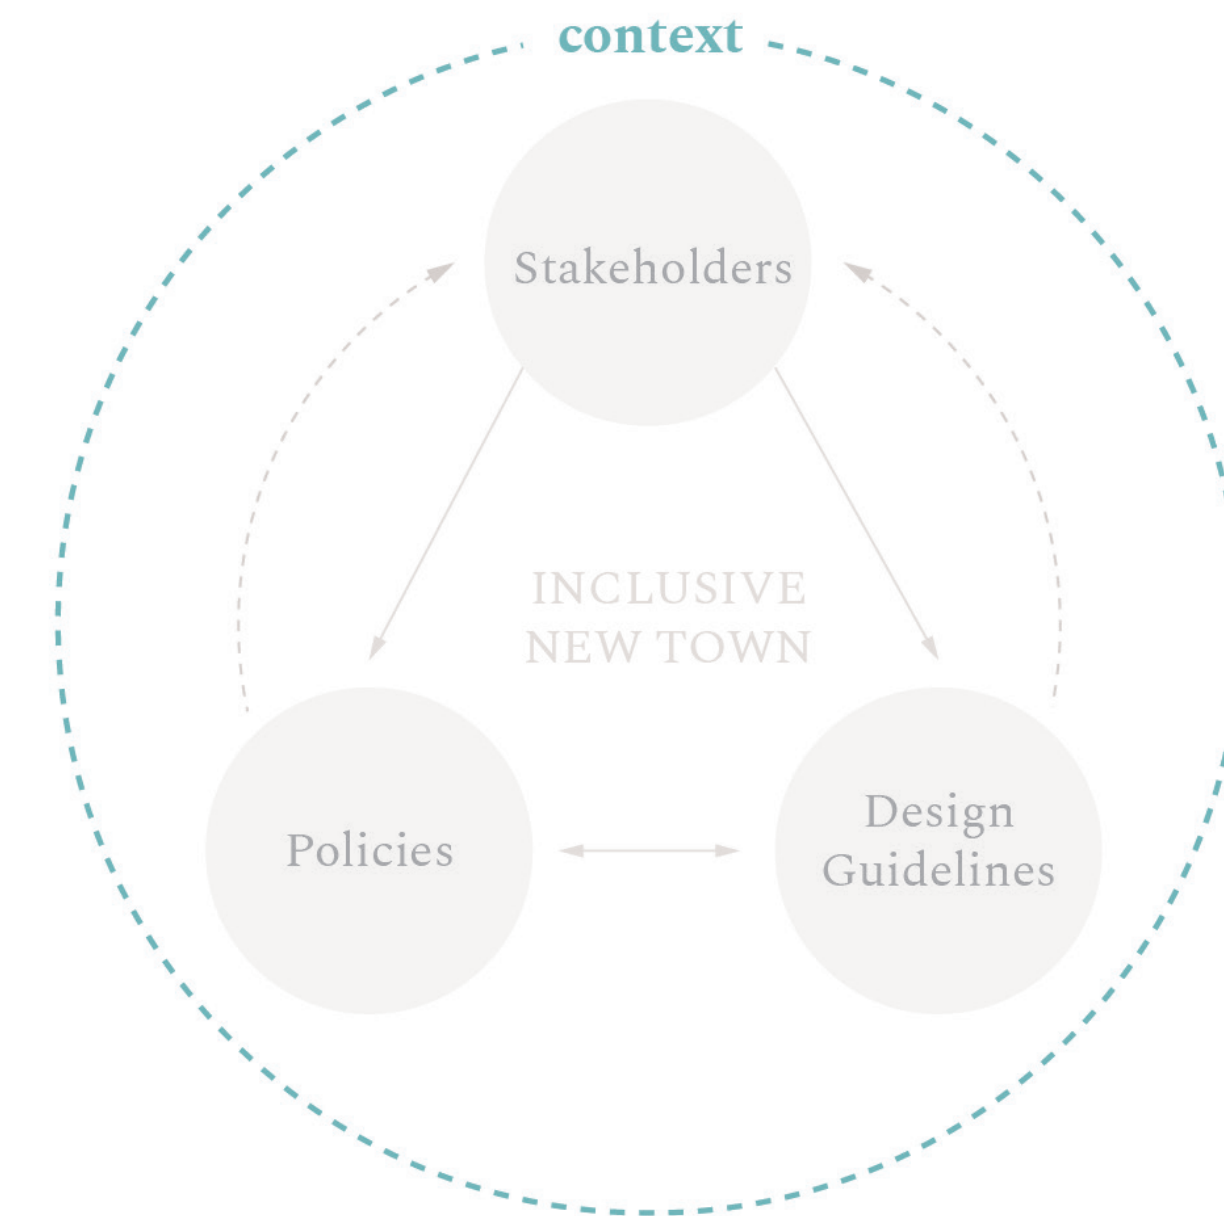 context
Stakeholders
INCLUSIVE
NEW TOWN
Policies
Design
Guidelines